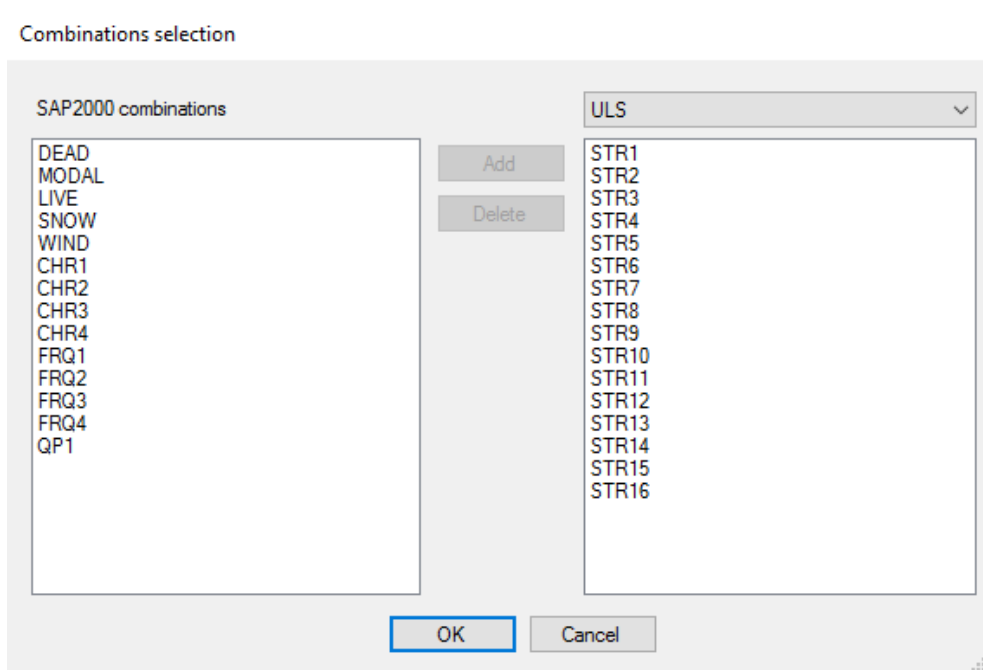 Combinations selection
SAP2000 combinations
ULS
DEAD
MODAL
LIVE
SNOW
WIND
CHR1
CHR2
CHR3
CHR4
FRQ1
FRQ2
FRQ3
FRQ4
QP1
Add
Delete
STR1
STR2
STR3
STR4
STR5
STR6
STR7
STR8
STR9
STR10
STR11
STR12
STR13
STR14
STR15
STR16
OK
Cancel